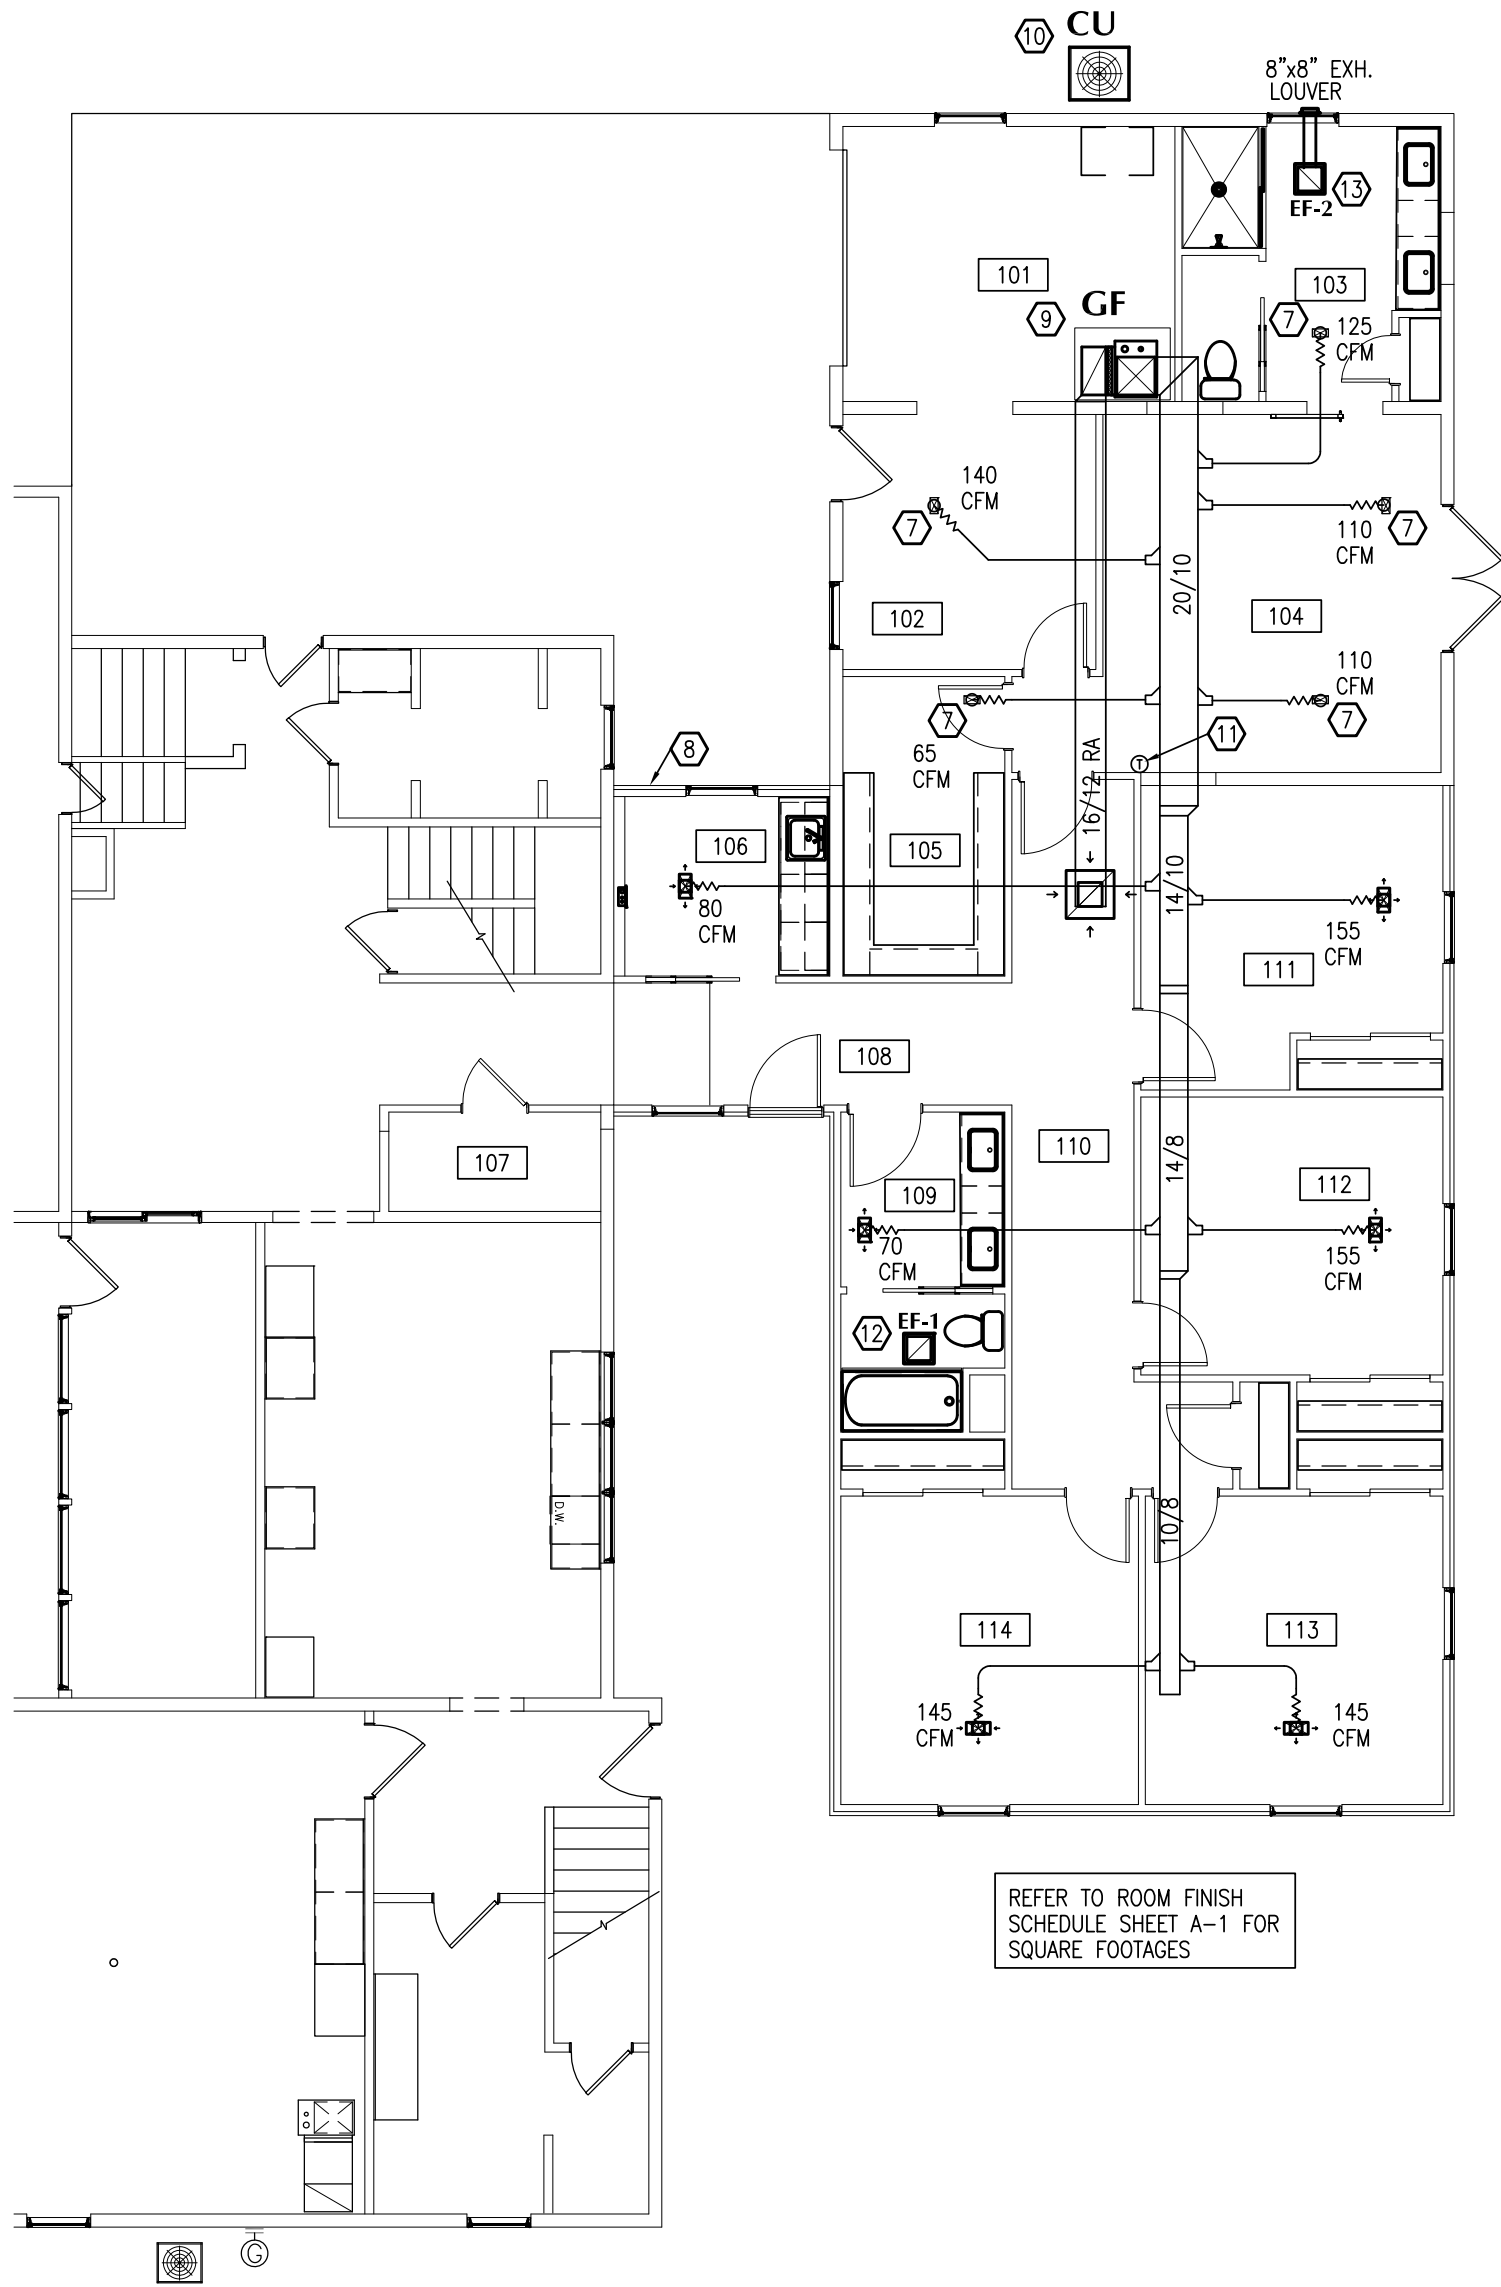 10
CU
8"x8" EXH.
LOUVER
13
EF-2
101
103
9
GF
7
125
CFM
140
CFM
7
110
CFM
7
20/10
102
104
110
CFM
7
7
11
T
8
65
CFM
16/12 RA
106
105
14/10
80
CFM
155
CFM
111
108
107
110
14/8
109
112
70
CFM
155
CFM
12
EF-1
D.W.
10/8
114
113
145
CFM
145
CFM
REFER TO ROOM FINISH
SCHEDULE SHEET A-1 FOR
SQUARE FOOTAGES
G